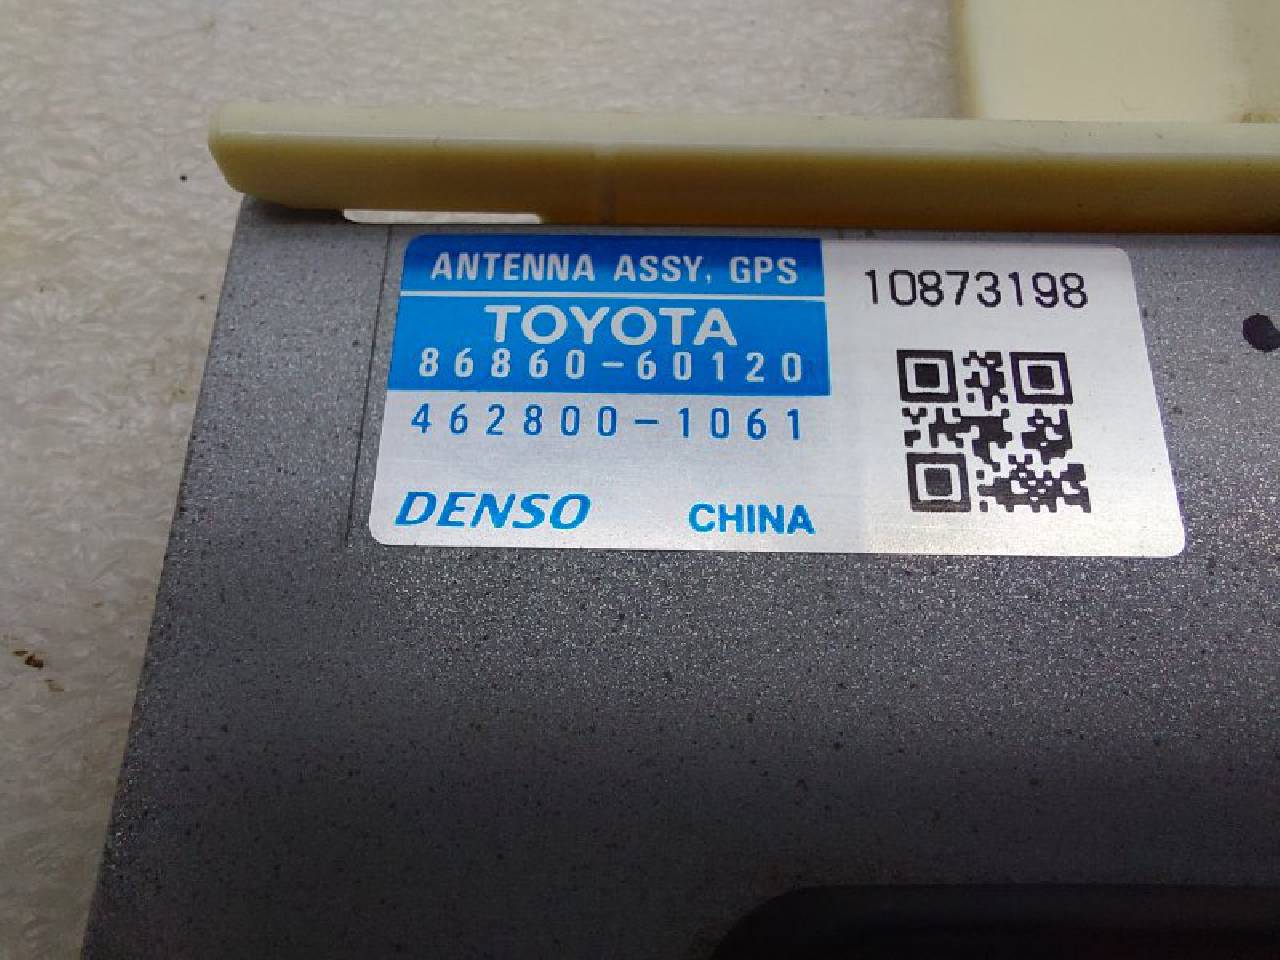 ANTENNA ASSY, GPS
10873198
TOYOTA
86860-60120
462800-1061
DENSO
CHINA